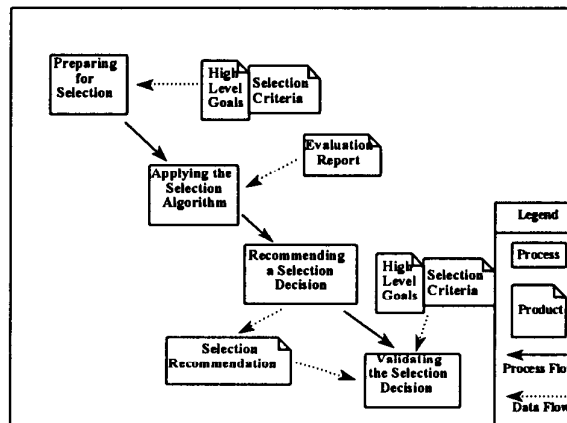 Preparing
for
Selection
High
Level
Goals
Selection
Criteria
Evaluation
Report
Applying the
Selection
Algorithm
Recommending
a Selection
Decision
High
Level
Goals
Selection
Criteria
Selection
Recommendation
Validating
the Selection
Decision
Legend
Process
Product
Process Flow
Data Flow